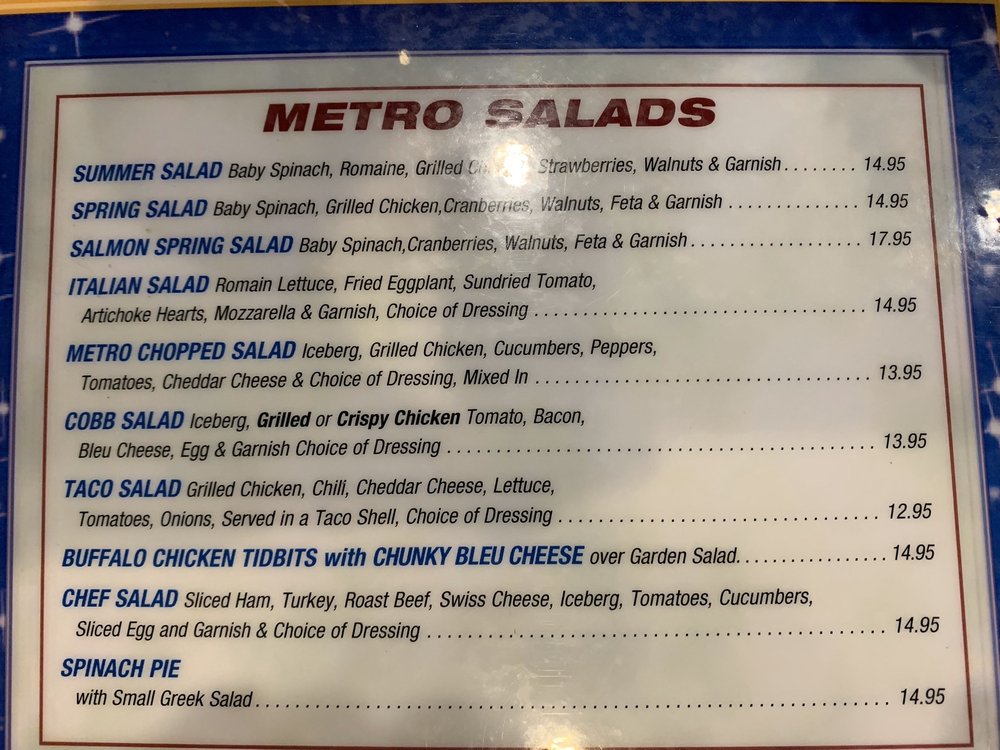 METRO SALADS
SUMMER SALAD Baby Spinach, Romaine, Grilled Strawberries, Walnuts & Garnish........ 14.95
SPRING SALAD Baby Spinach, Grilled Chicken,Cranberries, Walnuts, Feta & Garnish ............. 14.95
SALMON SPRING SALAD Baby Spinach,Cranberries, Walnuts, Feta & Garnish................. 17.95
ITALIAN SALAD Romain Lettuce, Fried Eggplant, Sundried Tomato,
Artichoke Hearts, Mozzarella & Garnish, Choice of Dressing .................................. 14.95
METRO CHOPPED SALAD Iceberg, Grilled Chicken, Cucumbers, Peppers,
Tomatoes, Cheddar Cheese & Choice of Dressing, Mixed In .................................. 13.95
COBB SALAD Iceberg, Grilled or Crispy Chicken Tomato, Bacon,
Bleu Cheese, Egg & Garnish Choice of Dressing ............................................ 13.95
TACO SALAD Grilled Chicken, Chili, Cheddar Cheese, Lettuce,
Tomatoes, Onions, Served in a Taco Shell, Choice of Dressing ................................ 12.95
BUFFALO CHICKEN TIDBITS with CHUNKY BLEU CHEESE over Garden Salad............... 14.95
CHEF SALAD Sliced Ham, Turkey, Roast Beef, Swiss Cheese, Iceberg, Tomatoes, Cucumbers,
Sliced Egg and Garnish & Choice of Dressing .............................................. 14.95
SPINACH PIE
with Small Greek Salad................................................................ 14.95